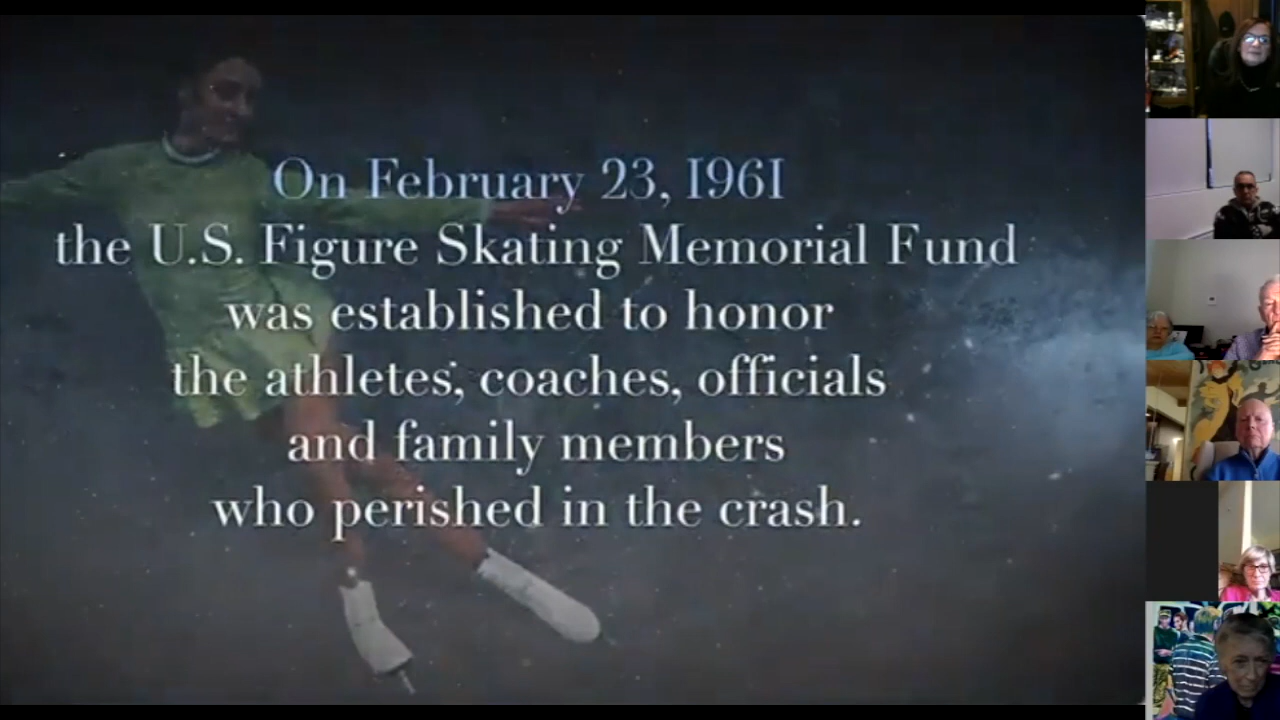 On February 23, 1961
the U.S. Figure Skating Memorial Fund
was established to honor
the athletes, coaches, officials
and family members
who perished in the crash.